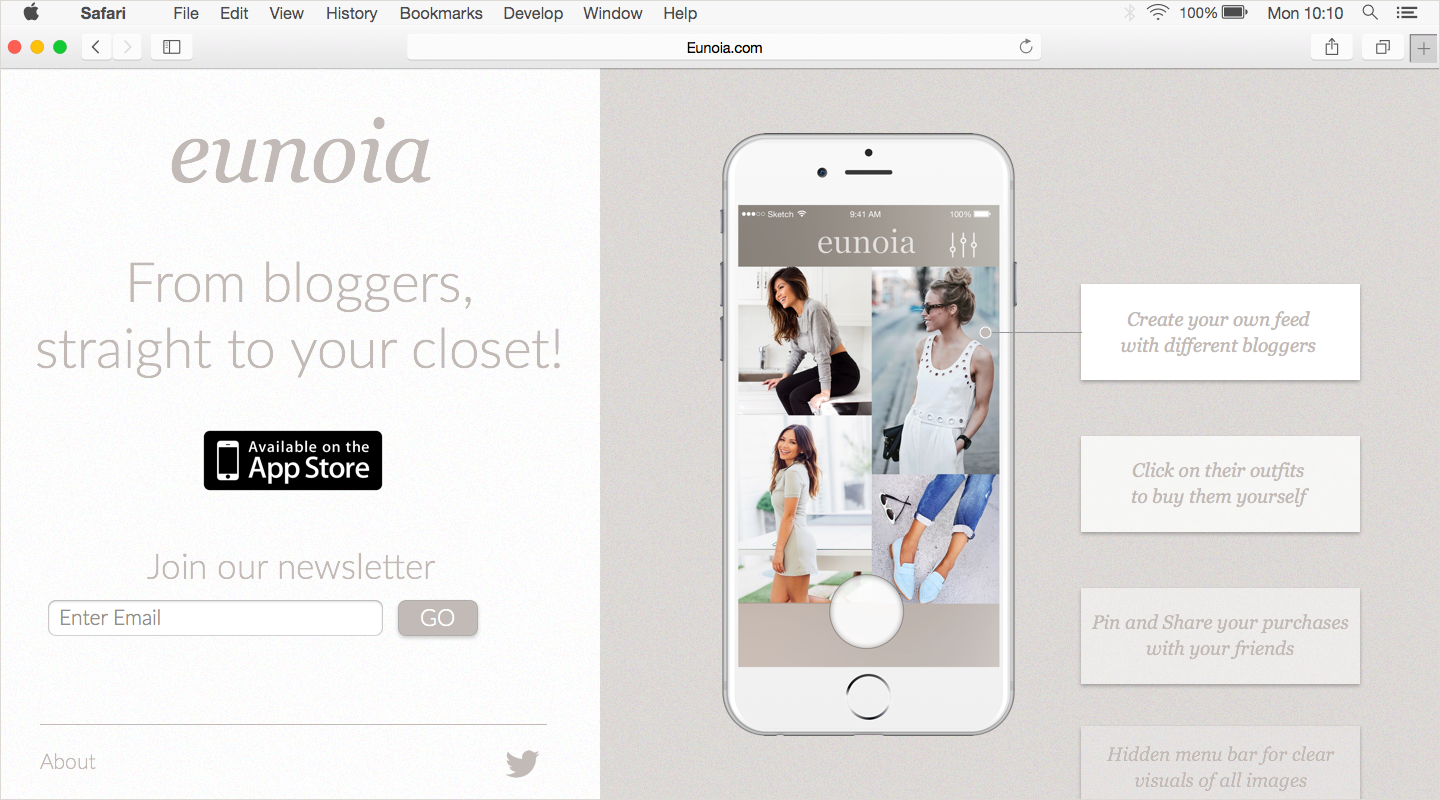 Safari File Edit View History Bookmarks Develop Window Help 100% Mon 10:10
Eunoia.com
eunoia
From bloggers,
straight to your closet!
Available on the
App Store
Join our newsletter
Enter Email GO
About
Sketch 9:41 AM 100%
eunoia
Create your own feed
with different bloggers
Click on their outfits
to buy them yourself
Pin and Share your purchases
with your friends
Hidden menu bar for clear
visuals of all images